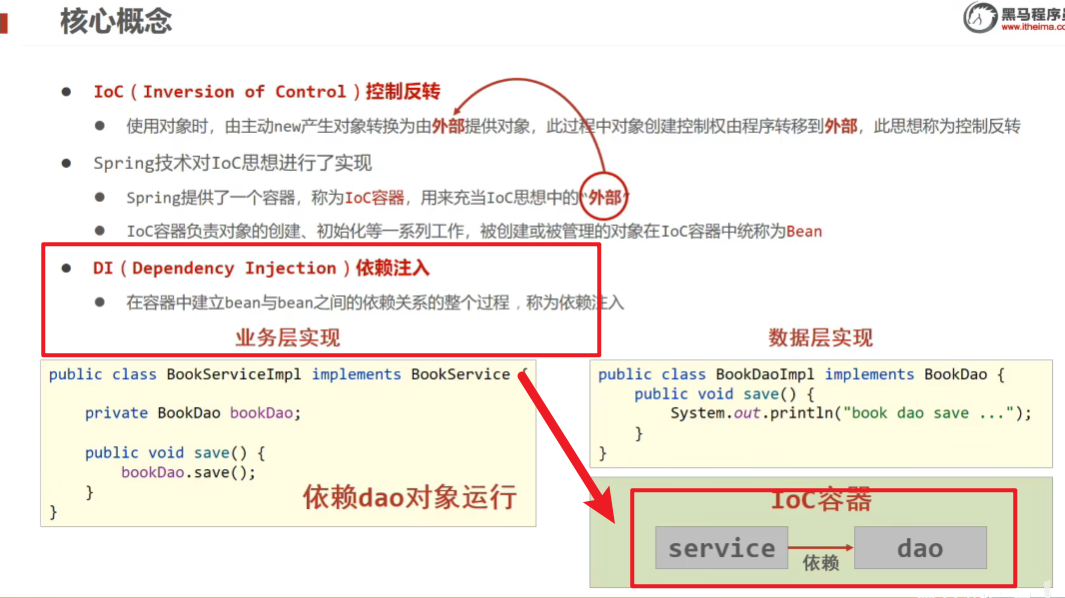 核心概念
黑马程序员
www.itheima.co
IoC（Inversion of Control）控制反转
使用对象时，由主动new产生对象转换为由外部提供对象，此过程中对象创建控制权由程序转移到外部，此思想称为控制反转
Spring技术对IoC思想进行了实现
Spring提供了一个容器，称为IoC容器，用来充当IoC思想中的“外部”
IoC容器负责对象的创建、初始化等一系列工作，被创建或被管理的对象在IoC容器中统称为Bean
DI（Dependency Injection）依赖注入
在容器中建立bean与bean之间的依赖关系的整个过程，称为依赖注入
业务层实现
public class BookServiceImpl implements BookService {
private BookDao bookDao;
public void save() {
bookDao.save();
}
}
依赖dao对象运行
数据层实现
public class BookDaoImpl implements BookDao {
public void save() {
System.out.println("book dao save ...");
}
}
IoC容器
service
依赖
dao